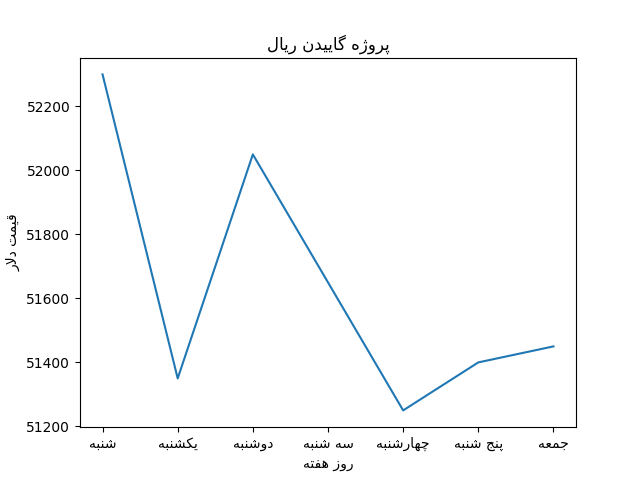 پروژه گاییدن ریال
قیمت دلار
52200
52000
51800
51600
51400
51200
شنبه یکشنبه دوشنبه سه شنبه چهارشنبه پنج شنبه جمعه
روز هفته